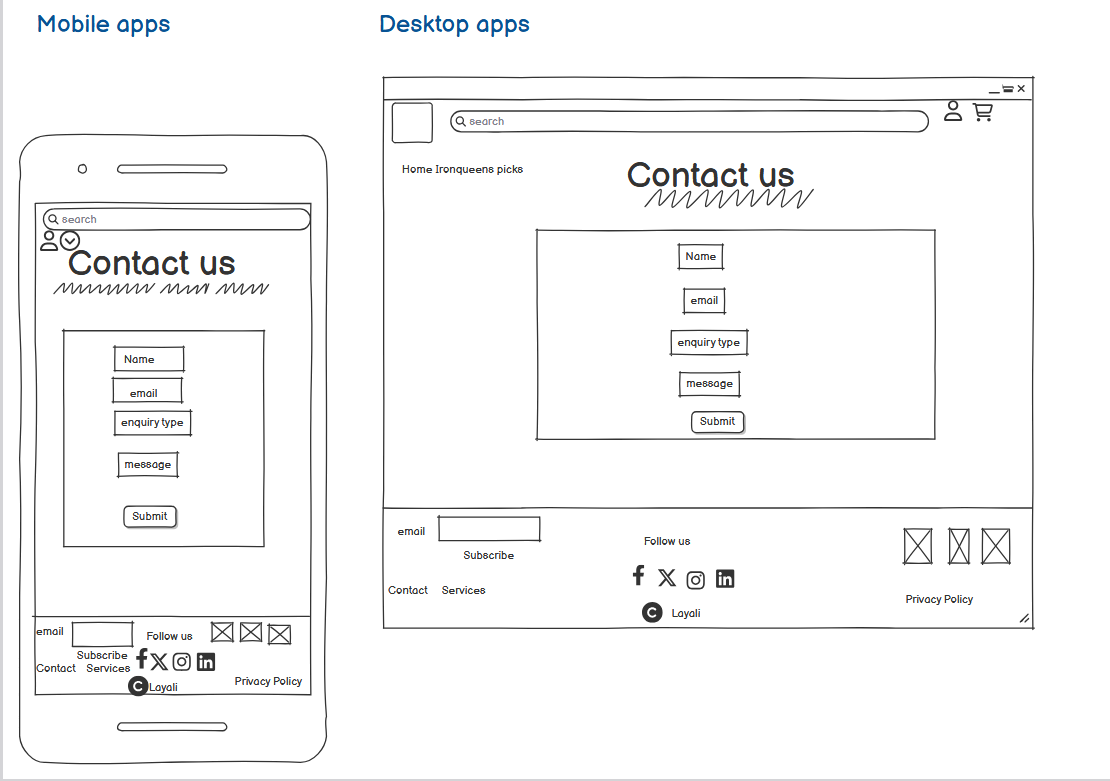 Mobile apps
Desktop apps
search
Contact us
Name
email
enquiry type
message
Submit
email
Follow us
Subscribe
Contact Services
Layali
Privacy Policy
search
Home Ironqueens picks
Contact us
Name
email
enquiry type
message
Submit
email
Subscribe
Follow us
Contact Services
Privacy Policy
Layali